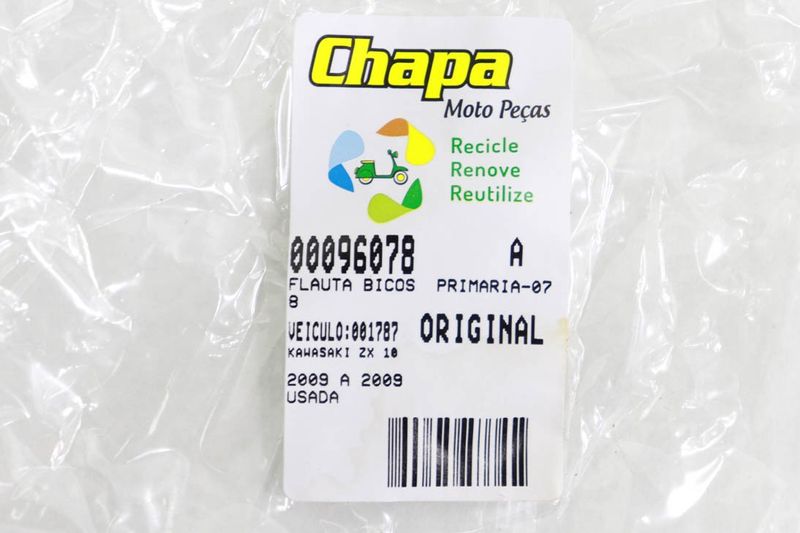 Chapa
Moto Peças
Recicle
Renove
Reutilize
00096078 A
FLAUTA BICOS PRIMARIA-07
8
VEICULO:001787 ORIGINAL
KAWASAKI ZX 10
2009 A 2009
USADA